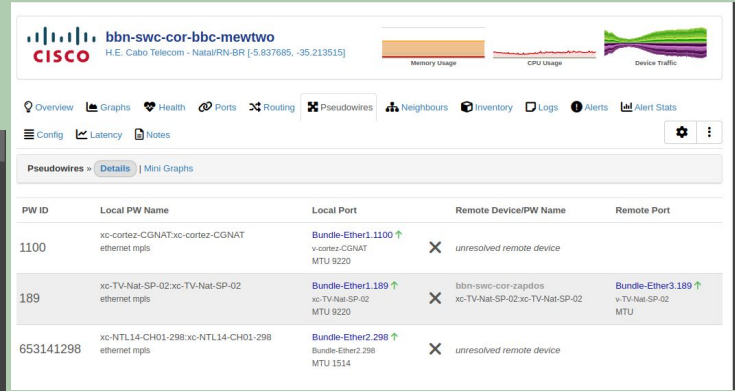 CISCO
bbn-swc-cor-bbc-mewtwo
H.E. Cabo Telecom - Natal/RN-BR [-5.837685, -35.213515]
Memory Usage
CPU Usage
Device Traffic
Overview Graphs Health Ports Routing Pseudowires Neighbours Inventory Logs Alerts Alert Stats
Config Latency Notes
Pseudowires » Details | Mini Graphs
PW ID Local PW Name Local Port Remote Device/PW Name Remote Port
1100 xc-cortez-CGNAT:xc-cortez-CGNAT Bundle-Ether1.1100
ethernet mpls v-cortez-CGNAT unresolved remote device
MTU 9220
189 xc-TV-Nat-SP-02:xc-TV-Nat-SP-02 Bundle-Ether1.189 bbn-swc-cor-zapdos Bundle-Ether3.189
ethernet mpls xc-TV-Nat-SP-02 xc-TV-Nat-SP-02:xc-TV-Nat-SP-02 v-TV-Nat-SP-02
MTU 9220 MTU
653141298 xc-NTL14-CH01-298:xc-NTL14-CH01-298 Bundle-Ether2.298
ethernet mpls Bundle-Ether2.298 unresolved remote device
MTU 1514